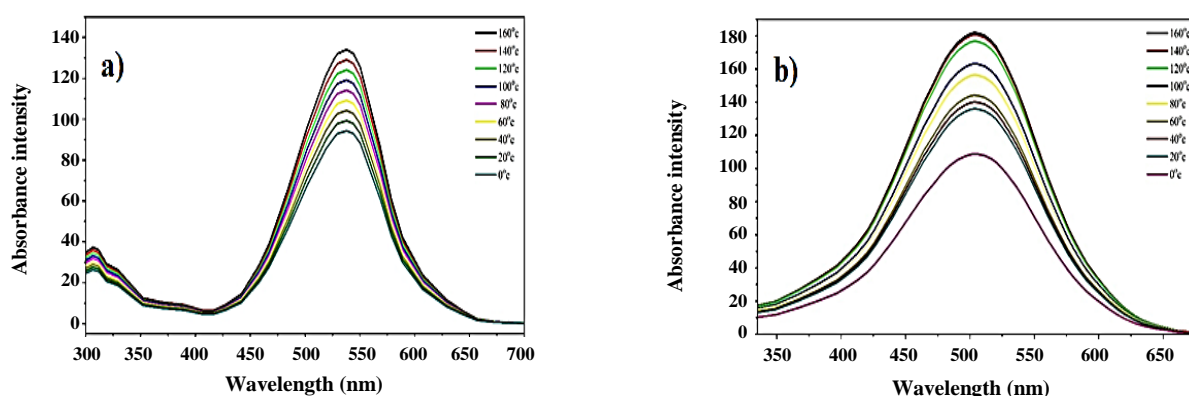 a)
Absorbance intensity
140
120
100
80
60
40
20
0
300 350 400 450 500 550 600 650 700
Wavelength (nm)
160°c
140°c
120°c
100°c
80°c
60°c
40°c
20°c
0°c
b)
Absorbance intensity
180
160
140
120
100
80
60
40
20
0
350 400 450 500 550 600 650
Wavelength (nm)
160°c
140°c
120°c
100°c
80°c
60°c
40°c
20°c
0°c